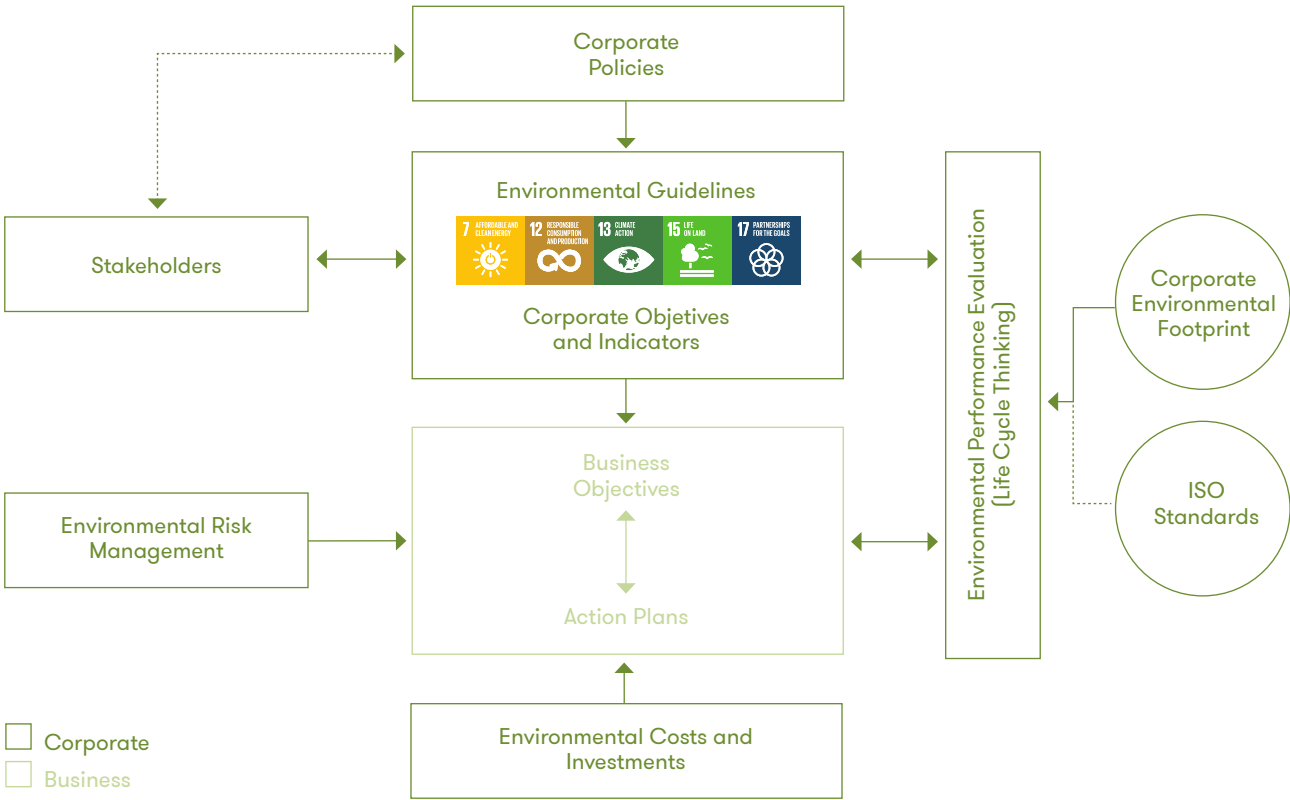 Corporate
Policies
Environmental Guidelines
7 AFFORDABLE AND
CLEAN ENERGY
12 RESPONSIBLE
CONSUMPTION
AND PRODUCTION
13 CLIMATE
ACTION
15 LIFE
ON LAND
17 PARTNERSHIPS
FOR THE GOALS
Corporate Objetives
and Indicators
Stakeholders
Environmental Performance Evaluation
(Life Cycle Thinking)
Corporate
Environmental
Footprint
ISO
Standards
Business
Objectives
Action Plans
Environmental Risk
Management
Environmental Costs and
Investments
Corporate
Business